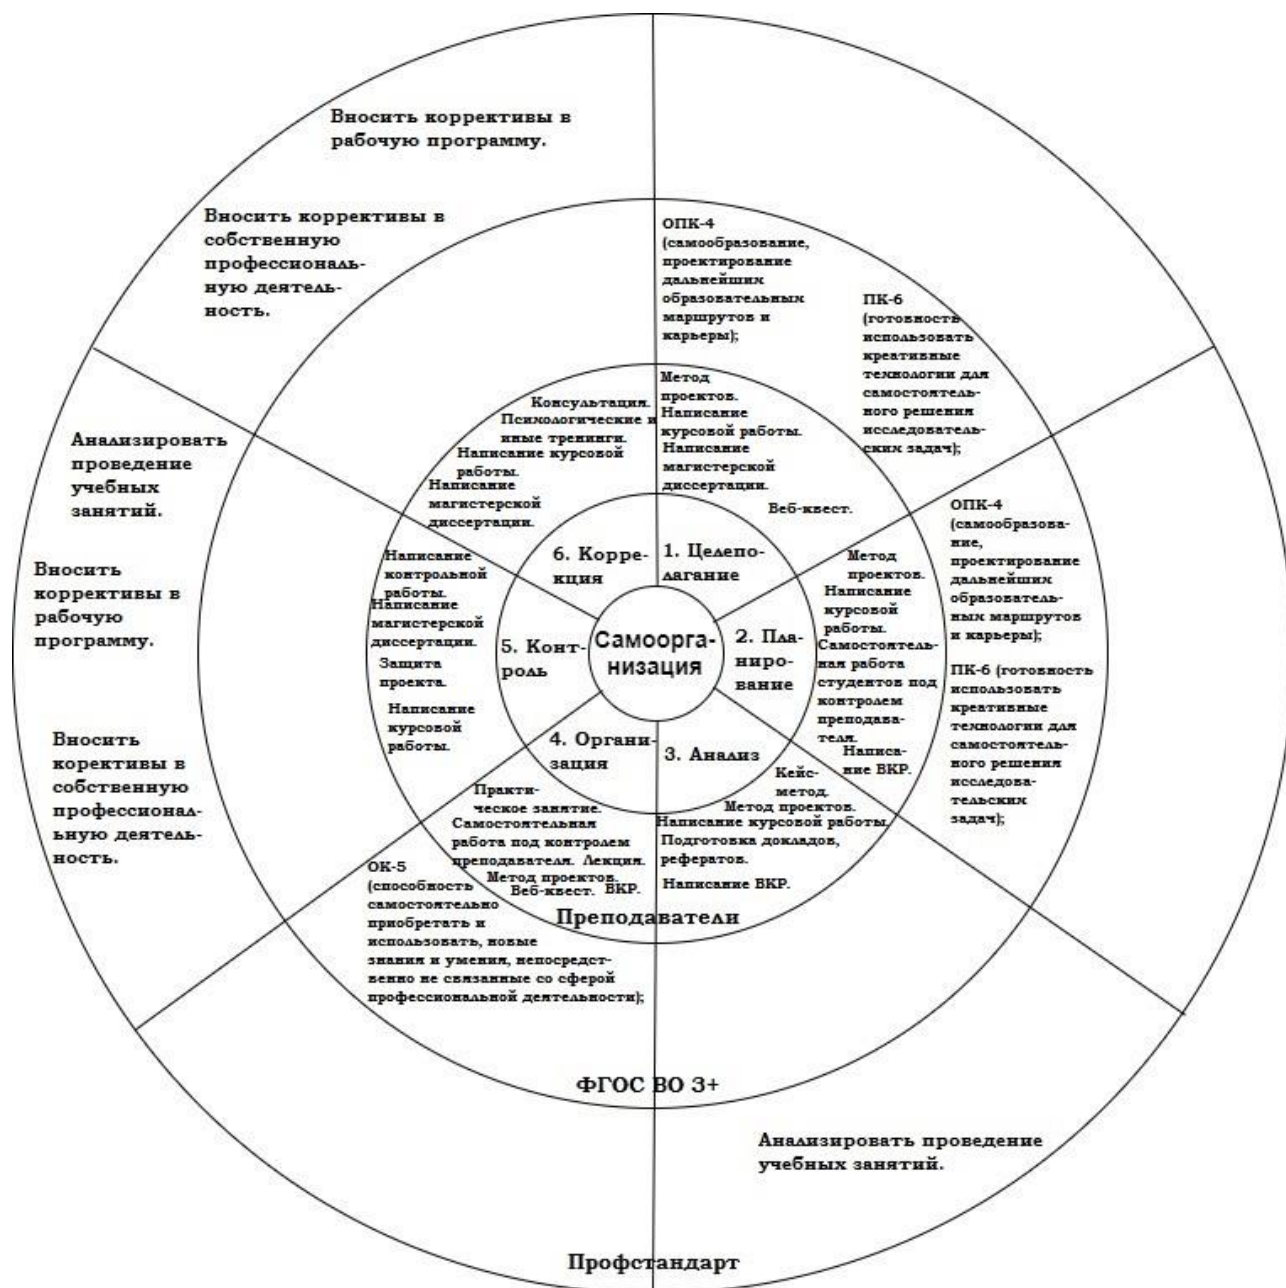 Вносить коррективы в
рабочую программу.
Вносить коррективы в
собственную
профессиональ-
ную деятель-
ность.
Анализировать
проведение
учебных
занятий.
Вносить
коррективы в
рабочую
программу.
Вносить
корективы в
собственную
профессионал-
ьную деятель-
ность.
Анализировать проведение
учебных занятий.
Профстандарт
ОПК-4
(самообразование,
проектирование
дальнейших
образовательных
маршрутов и
карьеры);
ПК-6
(готовность
использовать
креативные
технологии для
самостоятель-
ного решения
исследователь-
ских задач);
ОПК-4
(самообразова-
ние,
проектирование
дальнейших
образователь-
ных маршрутов
и карьеры);
ПК-6 (готовность
использовать
креативные
технологии для
самостоятель-
ного решения
исследова-
тельских
задач);
ОК-5
(способность
самостоятельно
приобретать и
использовать, новые
знания и умения, непосредст-
венно не связанные со сферой
профессиональной деятельности);
ФГОС ВО 3+
Метод
проектов.
Написание
курсовой работы.
Написание
магистерской
диссертации.
Веб-квест.
Метод
проектов.
Написание
курсовой
работы.
Самостоятель-
ная работа
студентов под
контролем
преподава-
теля.
Написа-
ние ВКР.
Кейс-
метод.
Метод проектов.
Написание курсовой работы.
Подготовка докладов,
рефератов.
Написание ВКР.
Практи-
ческое занятие.
Самостоятельная
работа под контролем
преподавателя. Лекция.
Метод проектов.
Веб-квест. ВКР.
Написание
контрольной
работы.
Написание
магистерской
диссертации.
Защита
проекта.
Написание
курсовой
работы.
Консультация.
Психологические и
иные тренинги.
Написание курсовой
работы.
Написание
магистерской
диссертации.
Преподаватели
1. Целепо-
лагание
2. Пла-
ниро-
вание
3. Анализ
4. Органи-
зация
5. Конт-
роль
6. Корре-
кция
Самоорга-
низация